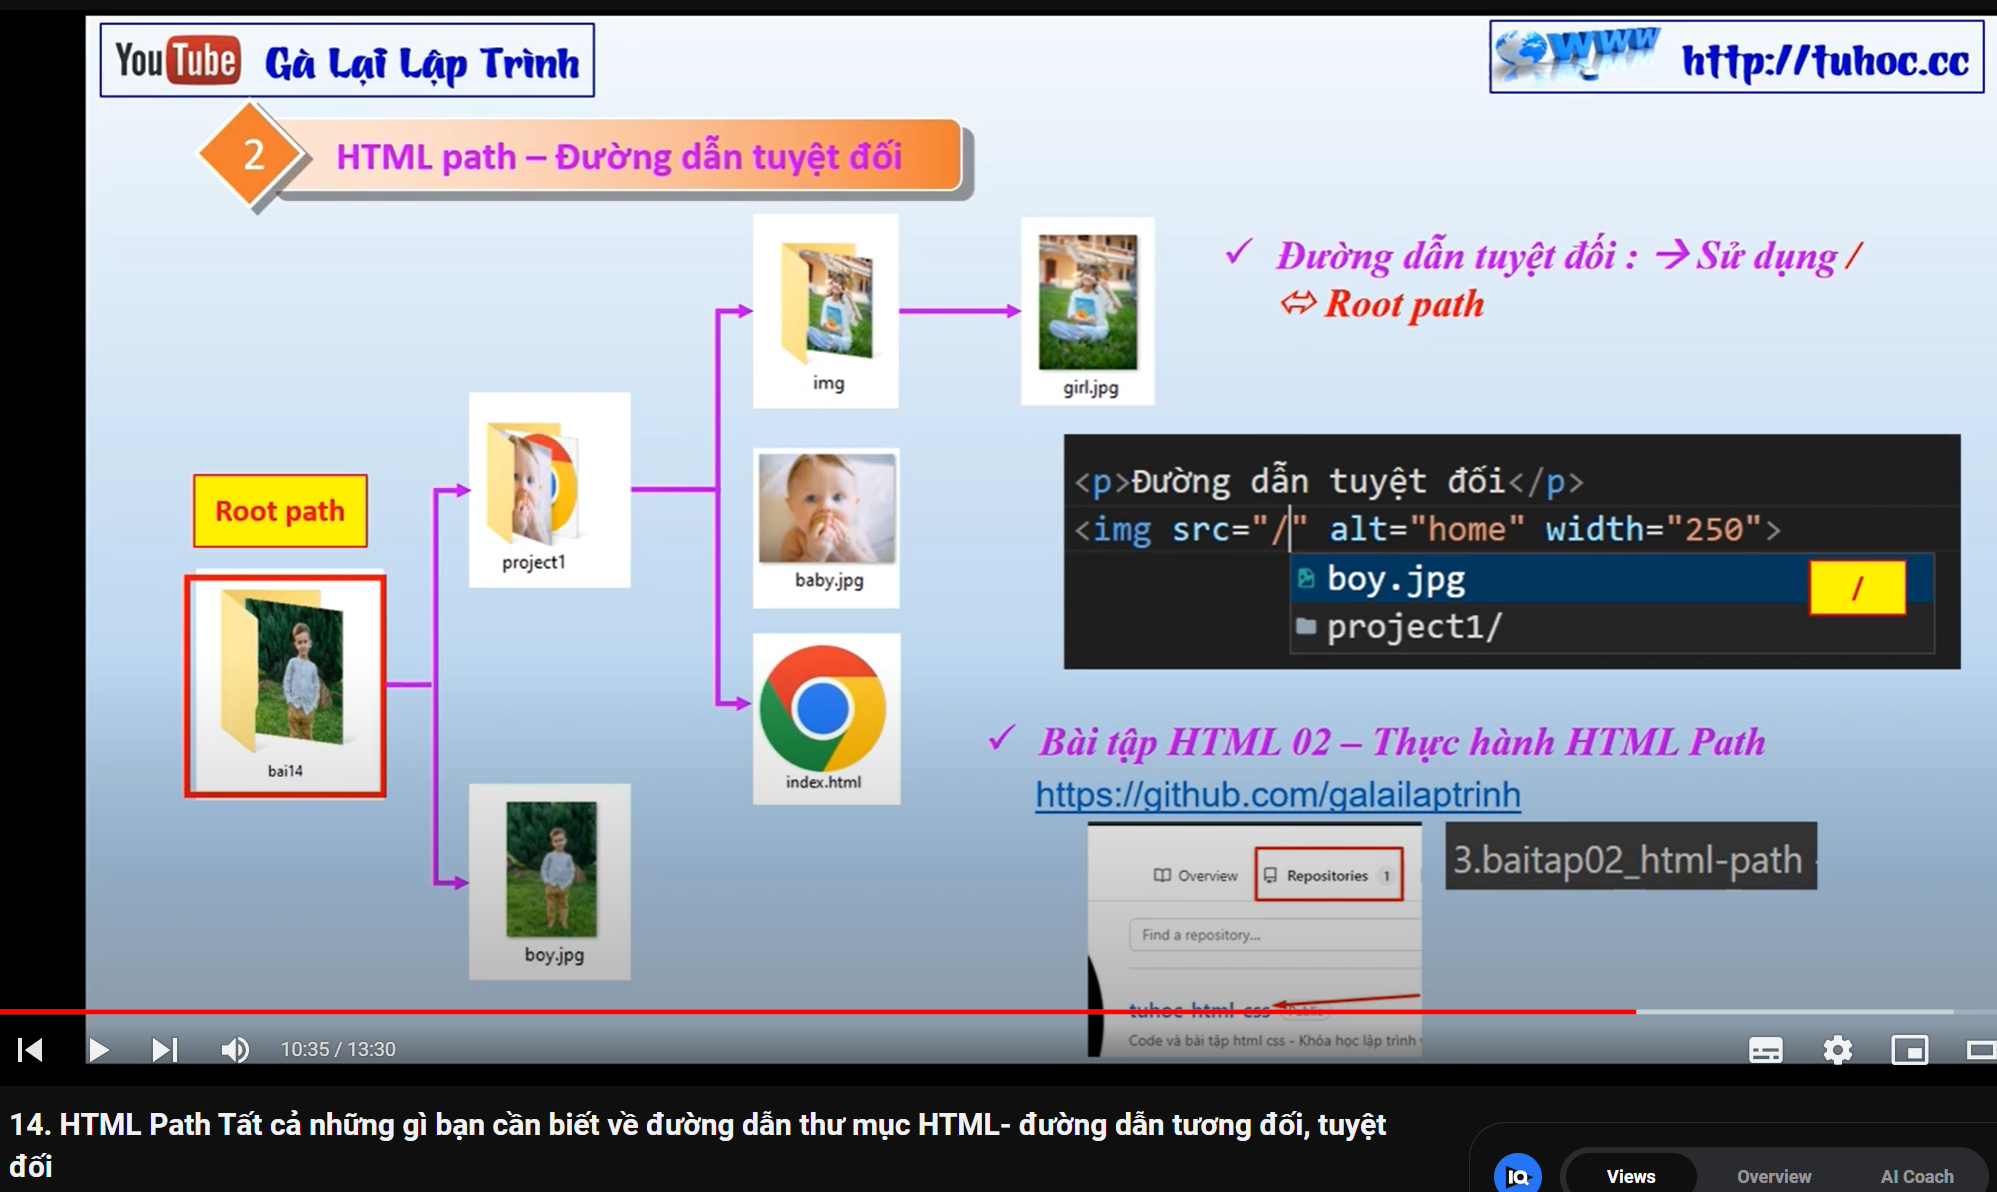 YouTube Gà Lại Lập Trình
www http://tuhoc.cc
2 HTML path – Đường dẫn tuyệt đối
✓ Đường dẫn tuyệt đối : → Sử dụng /
⇔ Root path
img
girl.jpg
Root path
project1
baby.jpg
bai14
index.html
boy.jpg
<p>Đường dẫn tuyệt đối</p>
<img src="/" alt="home" width="250">
boy.jpg
/
project1/
✓ Bài tập HTML 02 – Thực hành HTML Path
https://github.com/galailaptrinh
Overview Repositories 1
3.baitap02_html-path
Find a repository...
tuhoc-html-css Public
Code và bài tập html css - Khóa học lập trình
10:35 / 13:30
14. HTML Path Tất cả những gì bạn cần biết về đường dẫn thư mục HTML- đường dẫn tương đối, tuyệt
đối
IQ Views Overview AI Coach